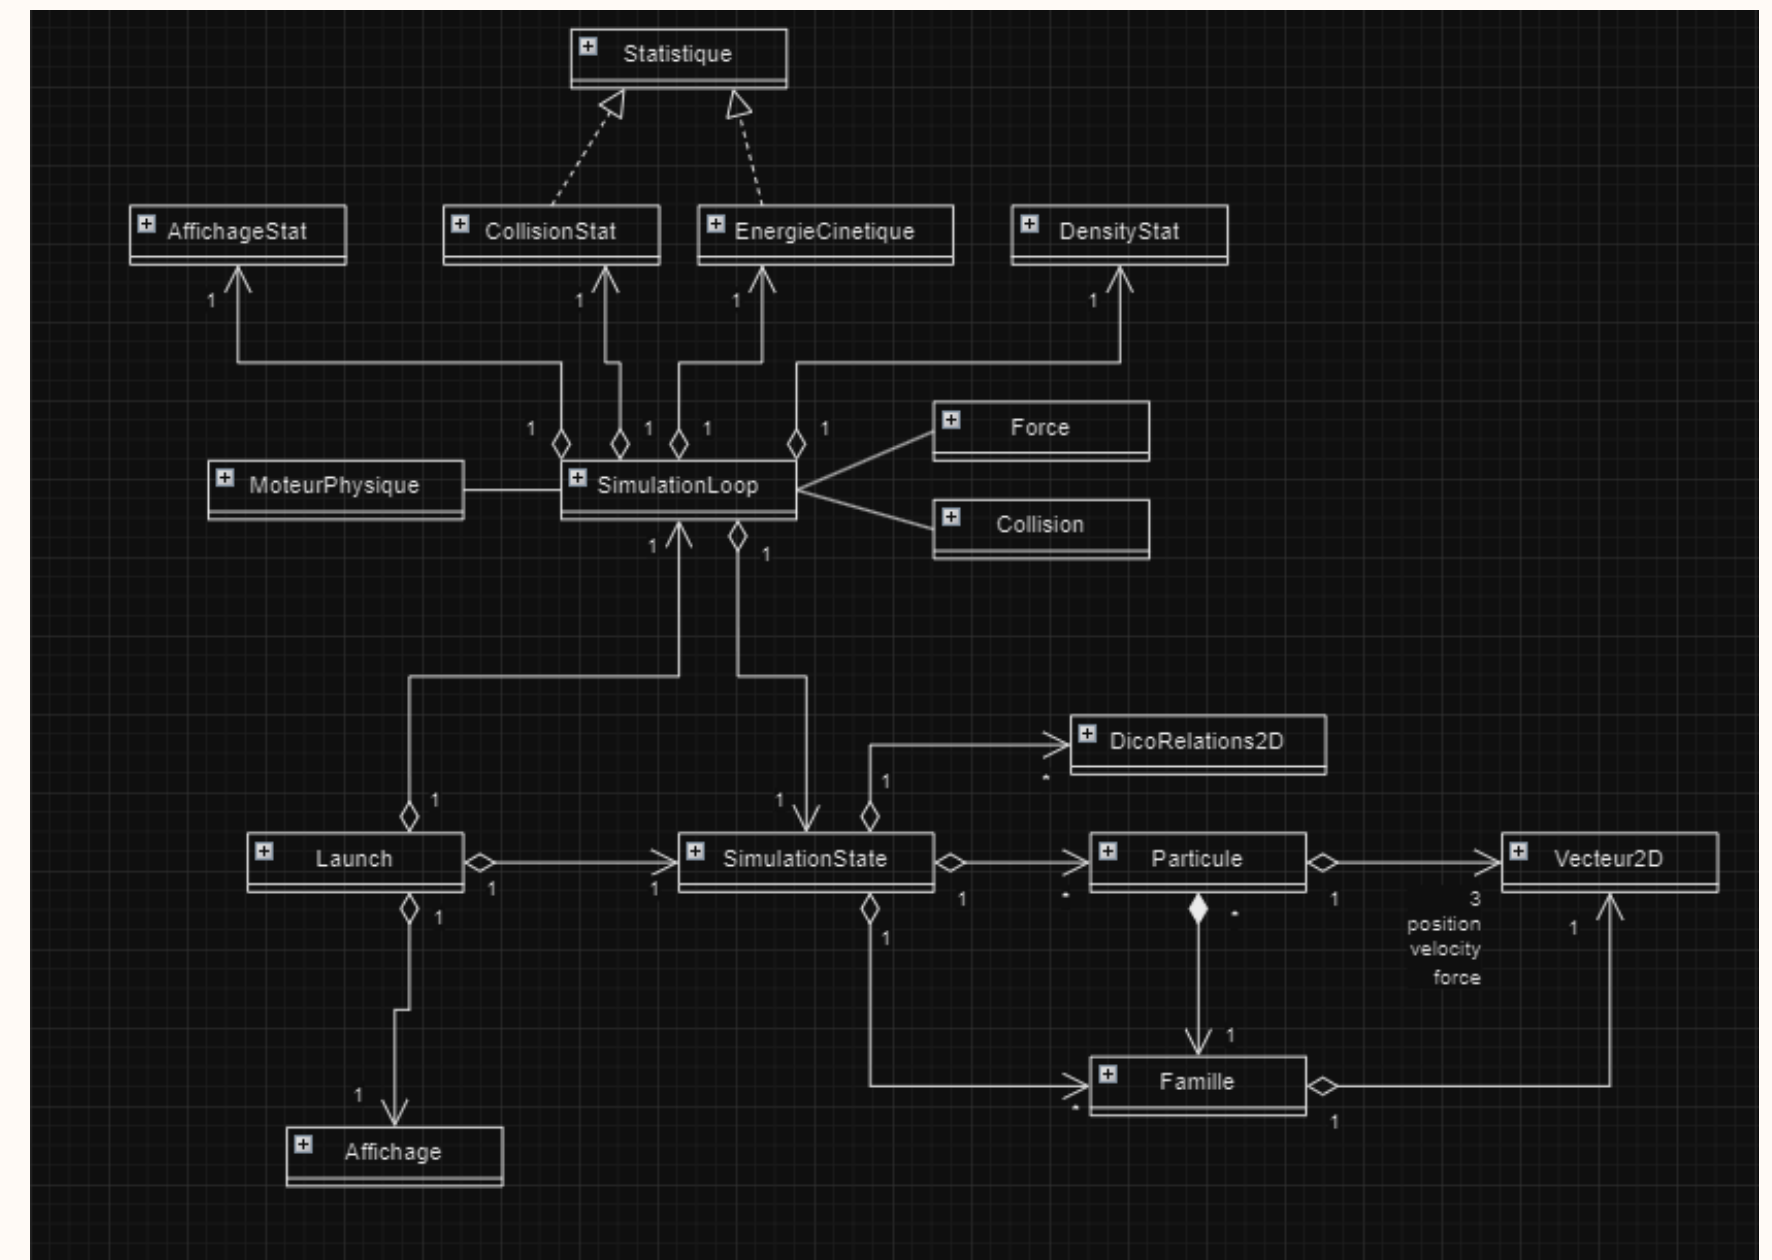 Statistique
AffichageStat
CollisionStat
EnergieCinetique
DensityStat
1
1
1
1
1
1
1
1
Force
MoteurPhysique
SimulationLoop
Collision
1
1
DicoRelations2D
*
1
1
1
Launch
SimulationState
Particule
Vecteur2D
1
1
1
*
1
3
1
*
1
position
velocity
force
1
1
Famille
*
1
1
Affichage